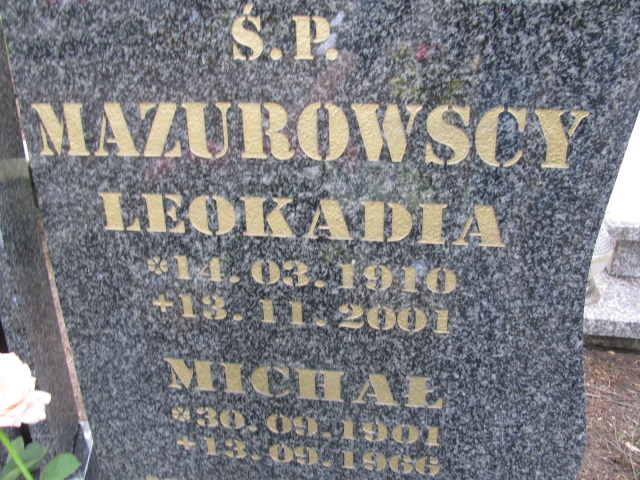 Ś.P.
MAZUROWSCY
LEOKADIA
*14. 03. 1910
+13. 11. 2001
MICHAŁ
*30. 09. 1901
+13. 09. 1966